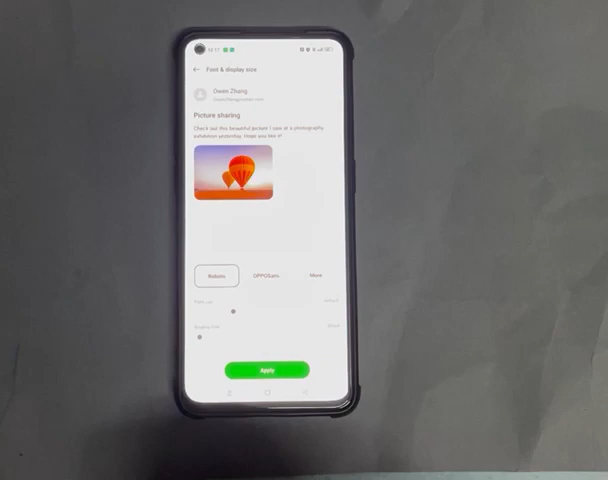 Font & display size
Owen Zhang
Picture sharing
Check out this beautiful picture I saw at a photography
exhibition yesterday. Hope you like it!
Roboto
OPPOSans
More
Apply